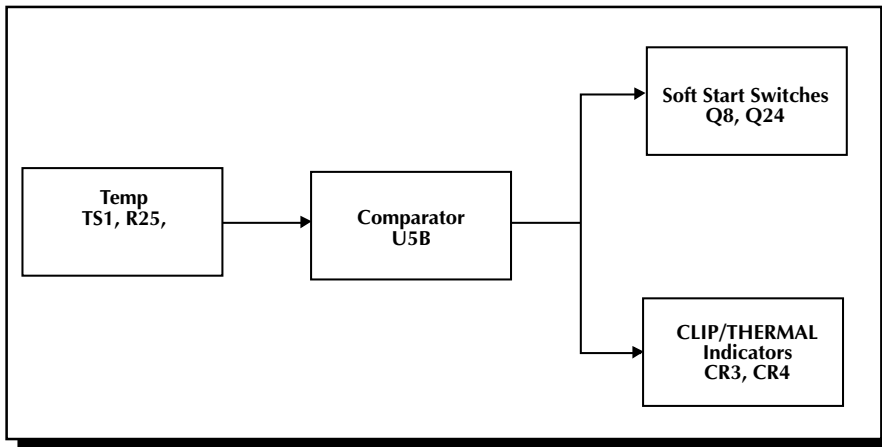 Temp
TS1, R25,
Comparator
U5B
Soft Start Switches
Q8, Q24
CLIP/THERMAL
Indicators
CR3, CR4